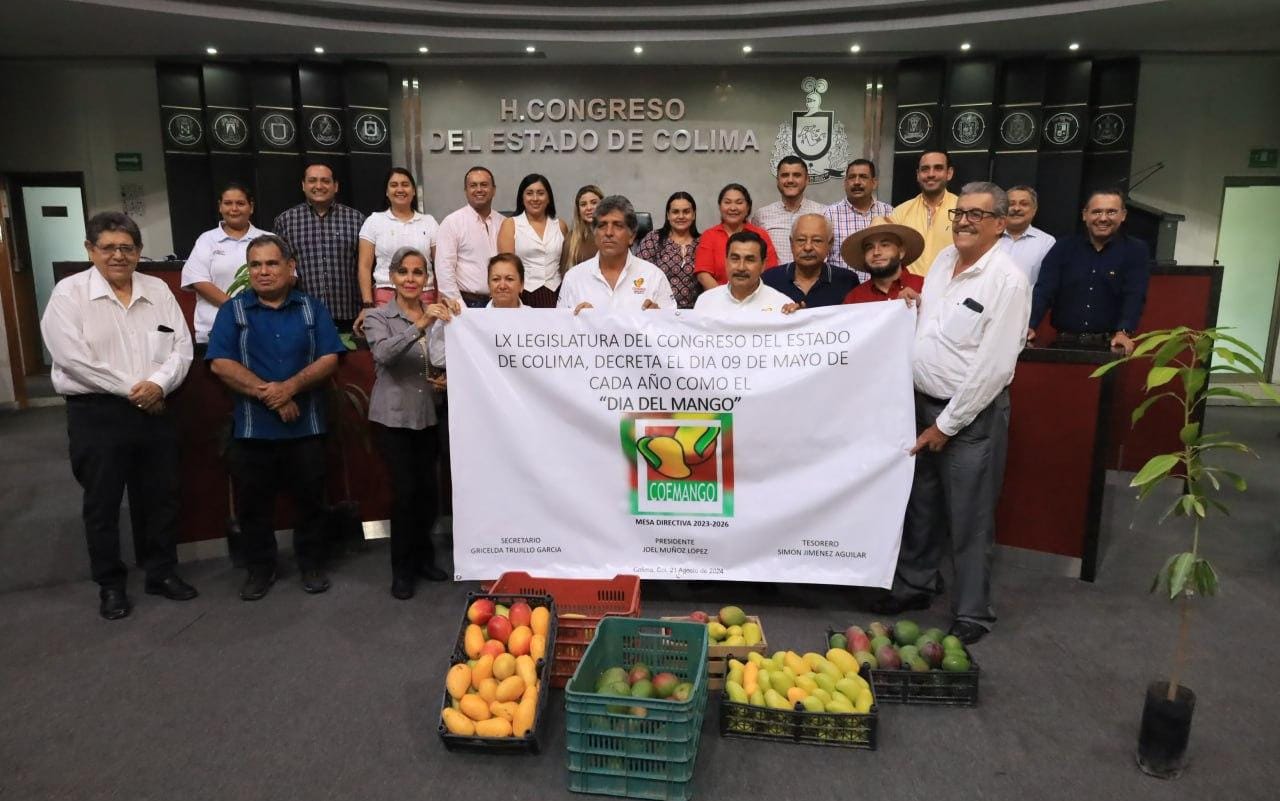 H.CONGRESO
DEL ESTADO DE COLIMA
LX LEGISLATURA DEL CONGRESO DEL ESTADO
DE COLIMA, DECRETA EL DIA 09 DE MAYO DE
CADA AÑO COMO EL
“DIA DEL MANGO”
COEMANGO
MESA DIRECTIVA 2023-2026
SECRETARIO
GRICELDA TRUJILLO GARCIA
PRESIDENTE
JOEL MUÑOZ LOPEZ
TESORERO
SIMON JIMENEZ AGUILAR
Colima, Col. 21 Agosto de 2024